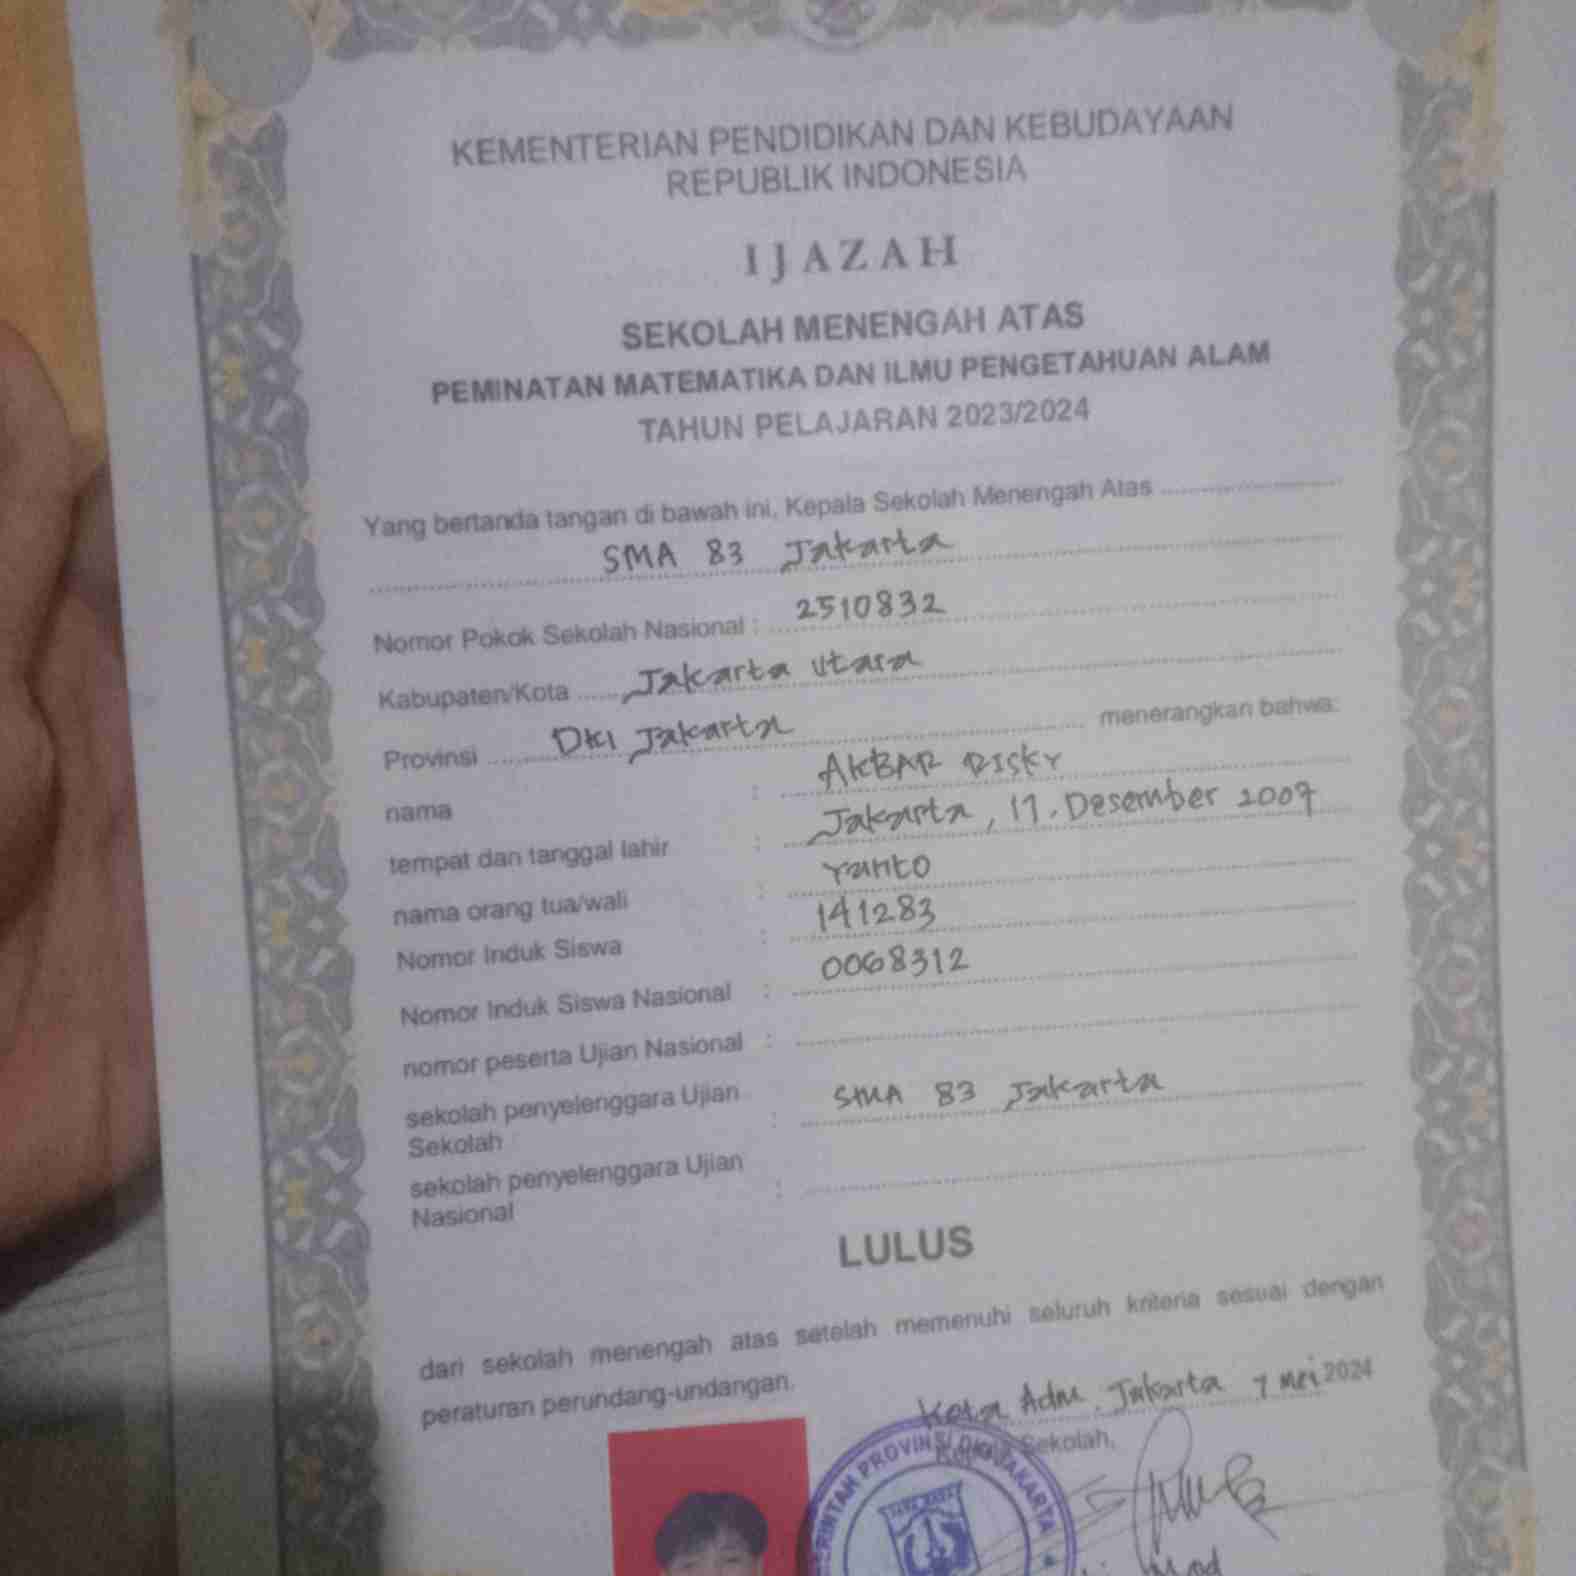 KEMENTERIAN PENDIDIKAN DAN KEBUDAYAAN
REPUBLIK INDONESIA
IJAZAH
SEKOLAH MENENGAH ATAS
PEMINATAN MATEMATIKA DAN ILMU PENGETAHUAN ALAM
TAHUN PELAJARAN 2023/2024
Yang bertanda tangan di bawah ini, Kepala Sekolah Menengah Atas
SMA 83 Jakarta
Nomor Pokok Sekolah Nasional : 2510832
Kabupaten/Kota Jakarta Utara
Provinsi DKI Jakarta menerangkan bahwa:
nama : AKBAR RISKY
tempat dan tanggal lahir : Jakarta, 17. Desember 2007
nama orang tua/wali : Yanto
Nomor Induk Siswa : 141283
Nomor Induk Siswa Nasional : 0068312
nomor peserta Ujian Nasional :
sekolah penyelenggara Ujian
Sekolah : SMA 83 Jakarta
sekolah penyelenggara Ujian
Nasional :
LULUS
dari sekolah menengah atas setelah memenuhi seluruh kriteria sesuai dengan
peraturan perundang-undangan.
Kota Adm. Jakarta 7 Mei 2024
Sekolah,
PROVINSI DKI JAKARTA
JAYA RAYA